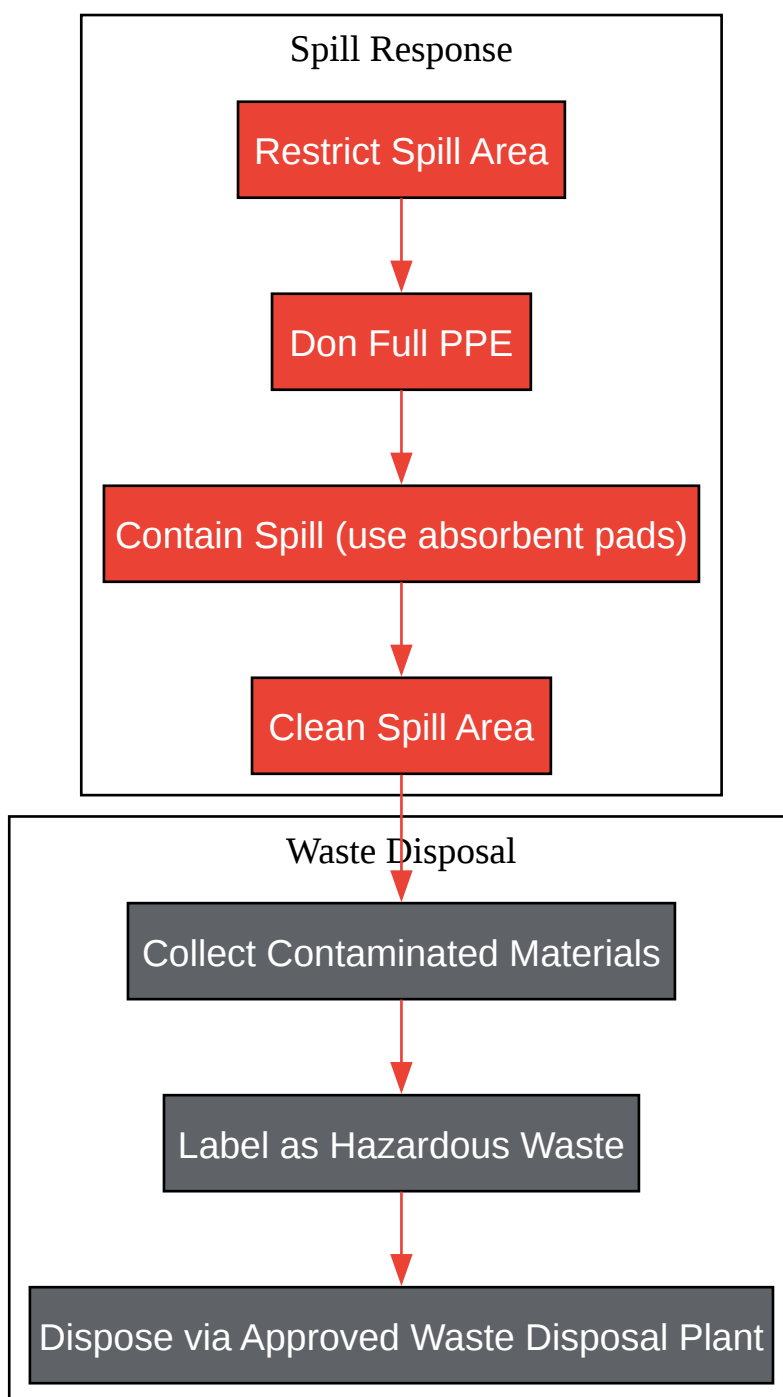 Spill Response
Restrict Spill Area
Don Full PPE
Contain Spill (use absorbent pads)
Clean Spill Area
Waste Disposal
Collect Contaminated Materials
Label as Hazardous Waste
Dispose via Approved Waste Disposal Plant